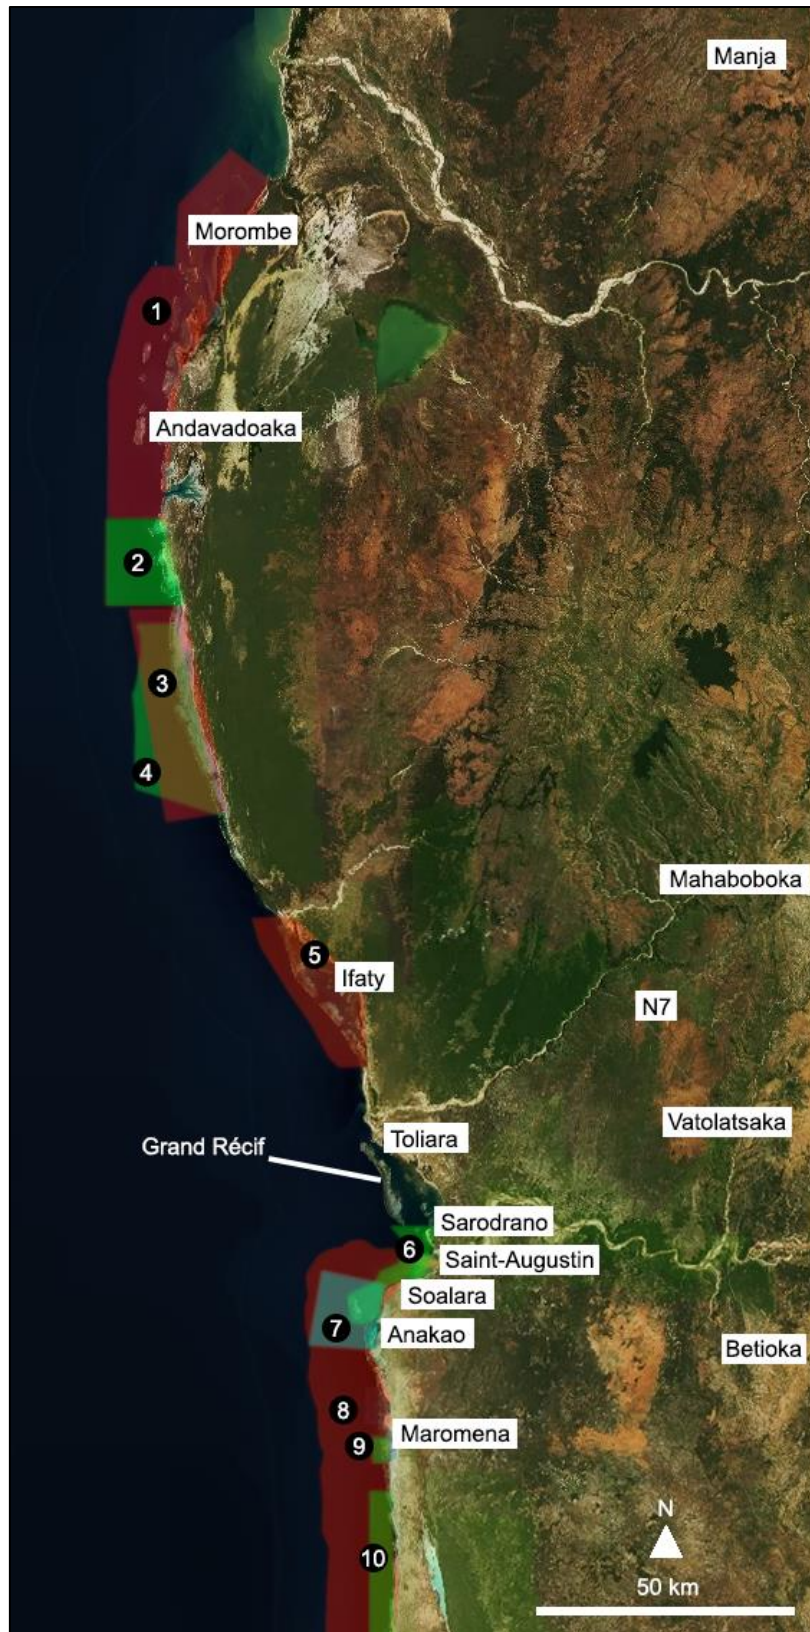 Manja
Morombe
1
Andavadoaka
2
3
4
Mahaboboka
5
Ifaty
N7
Vatolatsaka
Toliara
Grand Récif
Sarodrano
6
Saint-Augustin
Soalara
7
Anakao
Betioka
8
Maromena
9
N
10
50 km